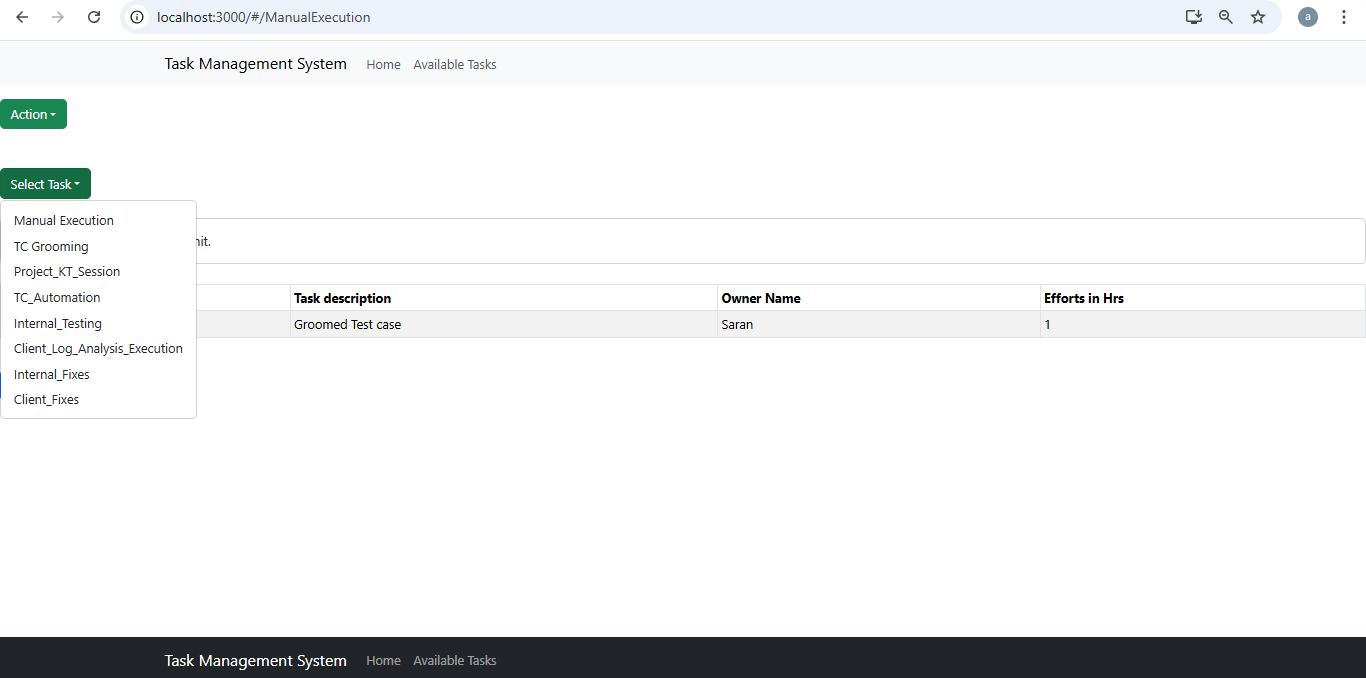 localhost:3000/#/ManualExecution
a
Task Management System Home Available Tasks
Action
Select Task
Manual Execution
TC Grooming
Project_KT_Session
TC_Automation
Internal_Testing
Client_Log_Analysis_Execution
Internal_Fixes
Client_Fixes
Task description Owner Name Efforts in Hrs
Groomed Test case Saran 1
Task Management System Home Available Tasks